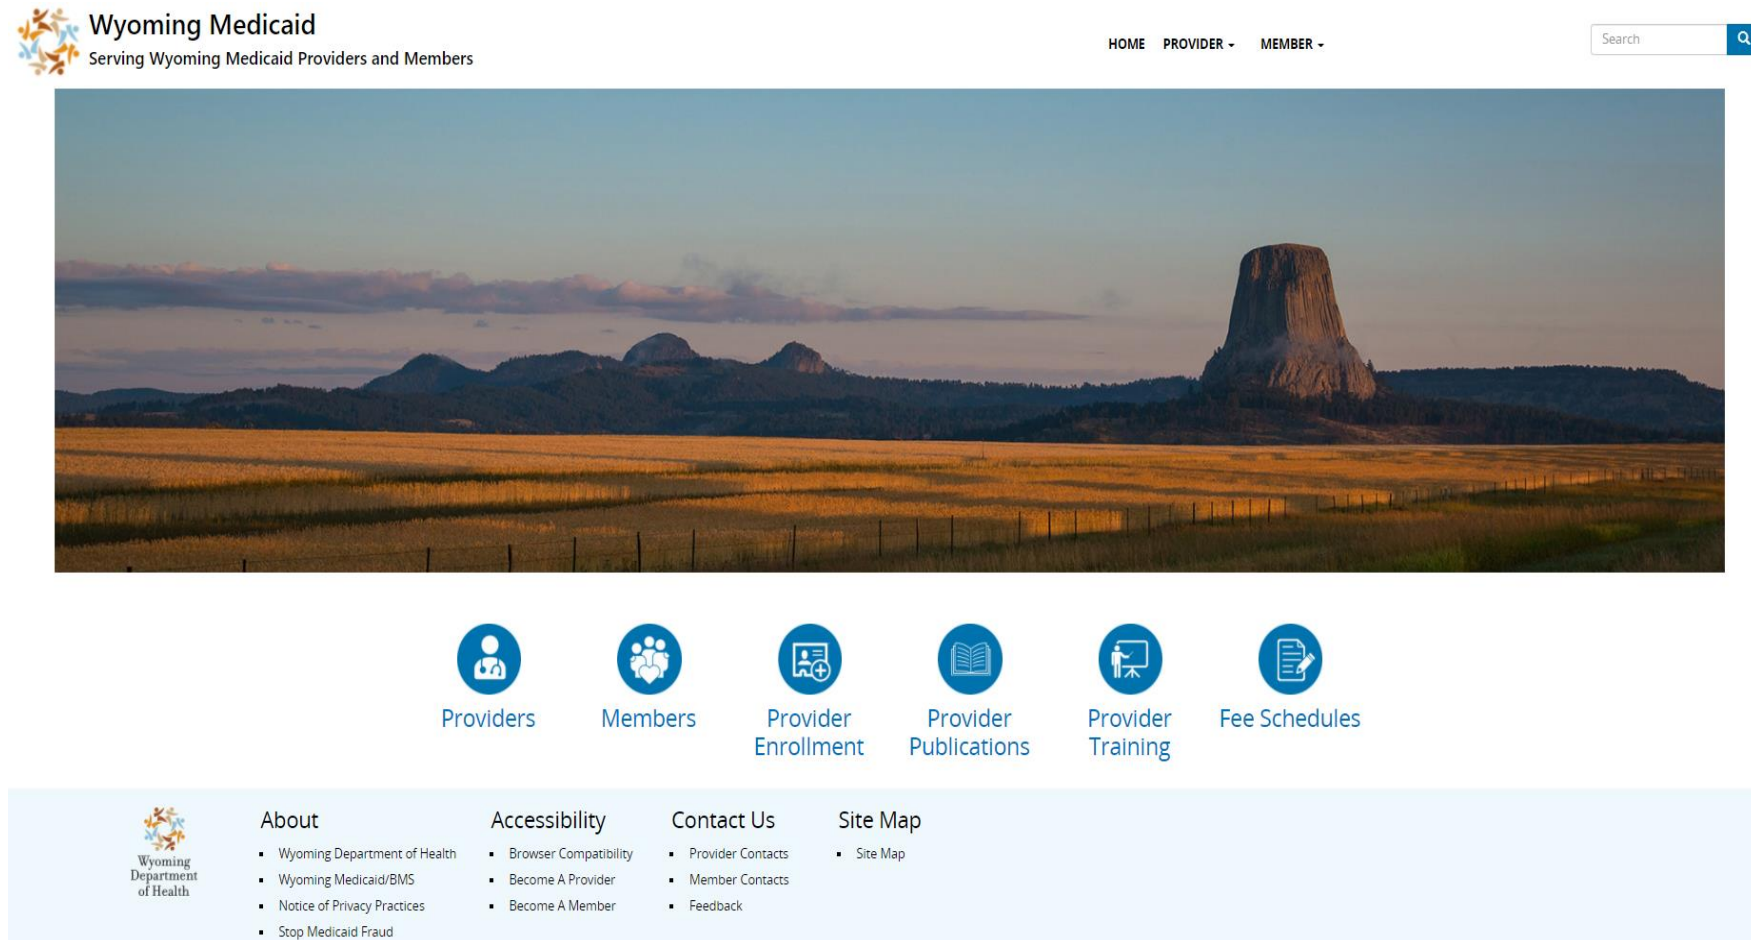 Wyoming Medicaid
Serving Wyoming Medicaid Providers and Members
HOME PROVIDER MEMBER
Search
Providers
Members
Provider
Enrollment
Provider
Publications
Provider
Training
Fee Schedules
Wyoming
Department
of Health
About
Wyoming Department of Health
Wyoming Medicaid/BMS
Notice of Privacy Practices
Stop Medicaid Fraud
Accessibility
Browser Compatibility
Become A Provider
Become A Member
Contact Us
Provider Contacts
Member Contacts
Feedback
Site Map
Site Map